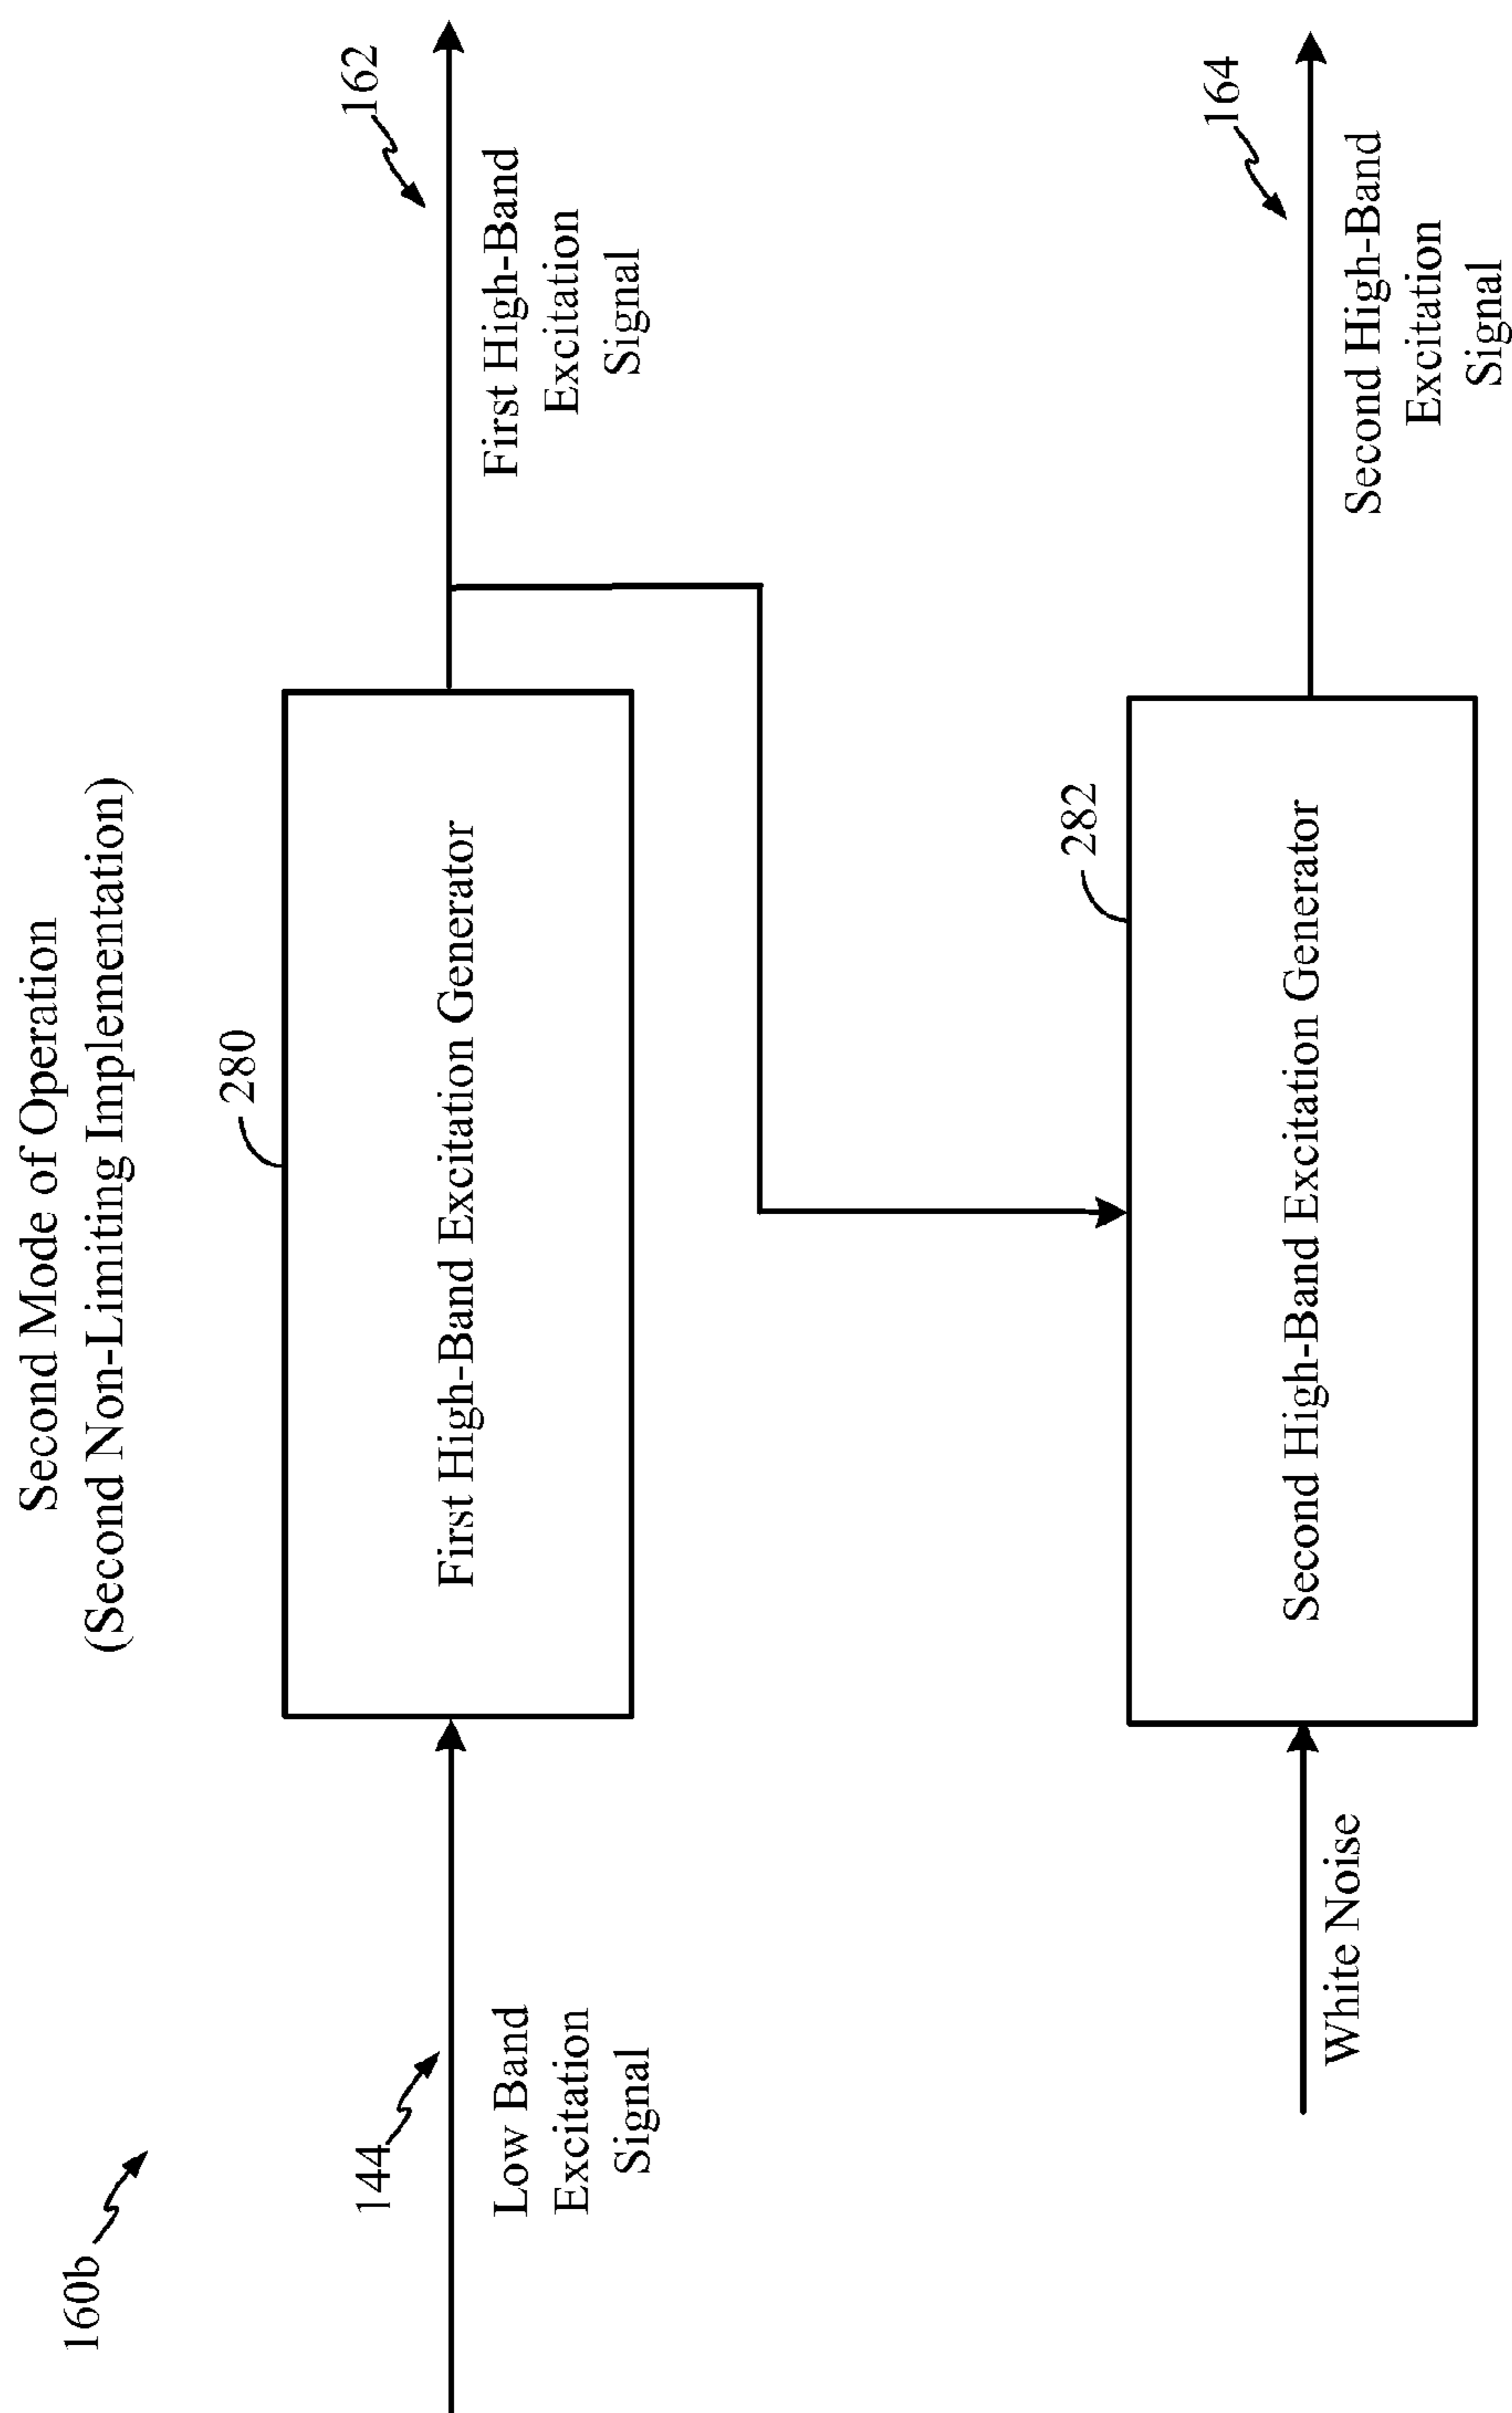 Second Mode of Operation
(Second Non-Limiting Implementation)
160b
144
Low Band
Excitation
Signal
280
First High-Band Excitation Generator
162
First High-Band
Excitation
Signal
White Noise
282
Second High-Band Excitation Generator
164
Second High-Band
Excitation
Signal